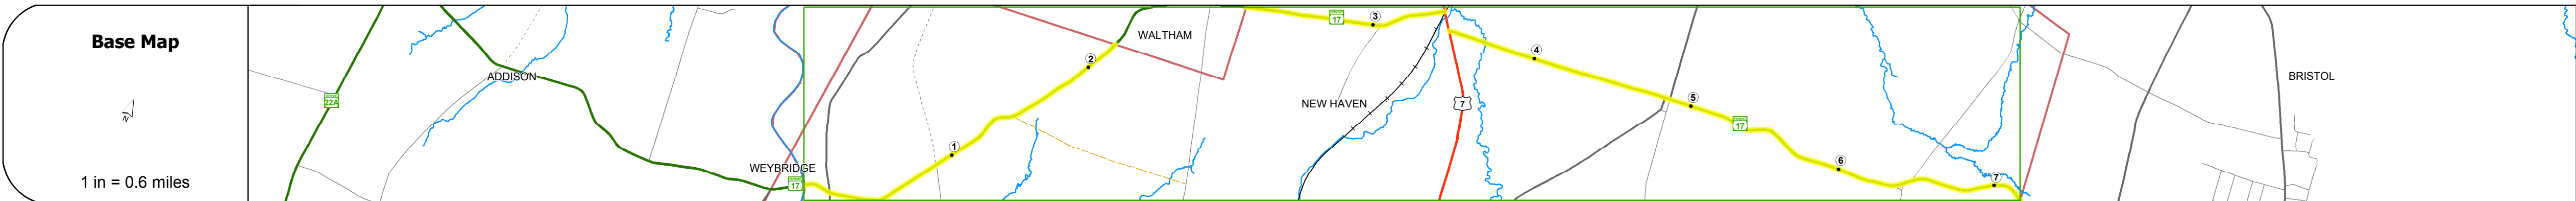 Base Map
N
1 in = 0.6 miles
22A
ADDISON
WEYBRIDGE
17
1
2
WALTHAM
17
3
NEW HAVEN
7
4
5
17
6
7
BRISTOL